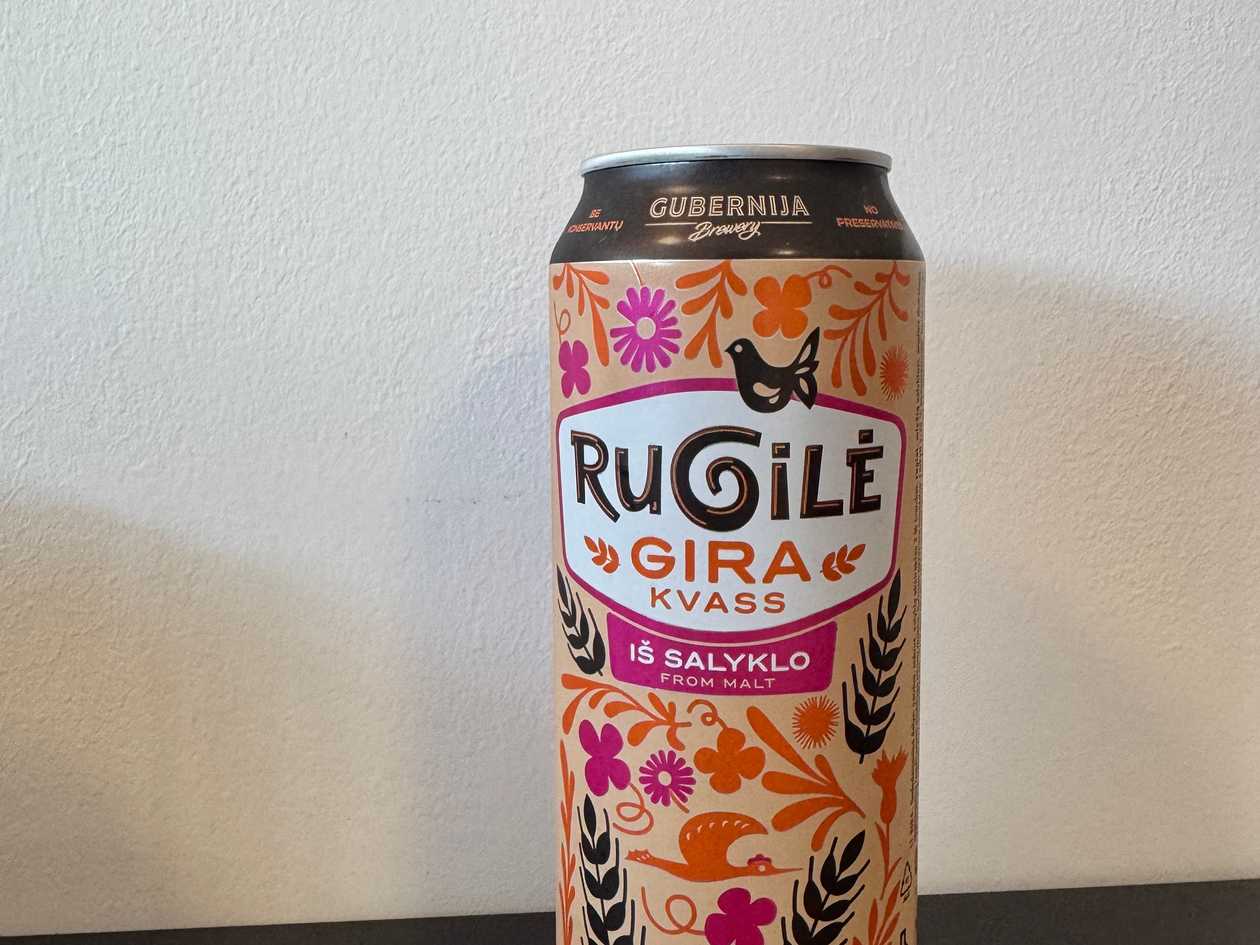 BE
KONSERVANTŲ
GUBERNIJA
Brewery
NO
PRESERVATIVES
RUGiLĖ
GIRA
KVASS
IŠ SALYKLO
FROM MALT